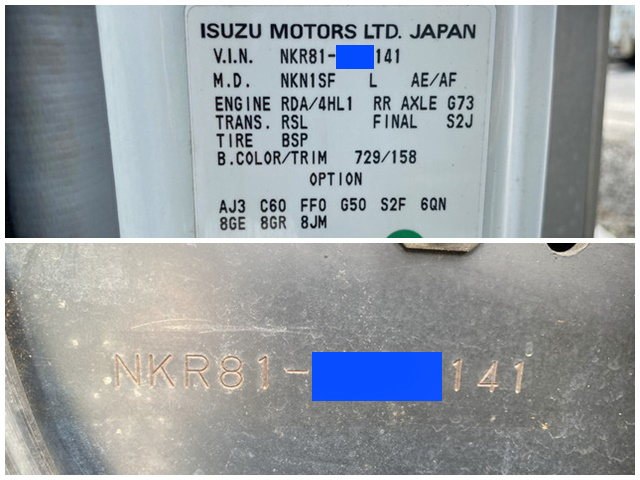 ISUZU MOTORS LTD. JAPAN
V.I.N. NKR81- 141
M.D. NKN1SF L AE/AF
ENGINE RDA/4HL1 RR AXLE G73
TRANS. RSL FINAL S2J
TIRE BSP
B.COLOR/TRIM 729/158
OPTION
AJ3 C60 FF0 G50 S2F 6QN
8GE 8GR 8JM
NKR81- 141